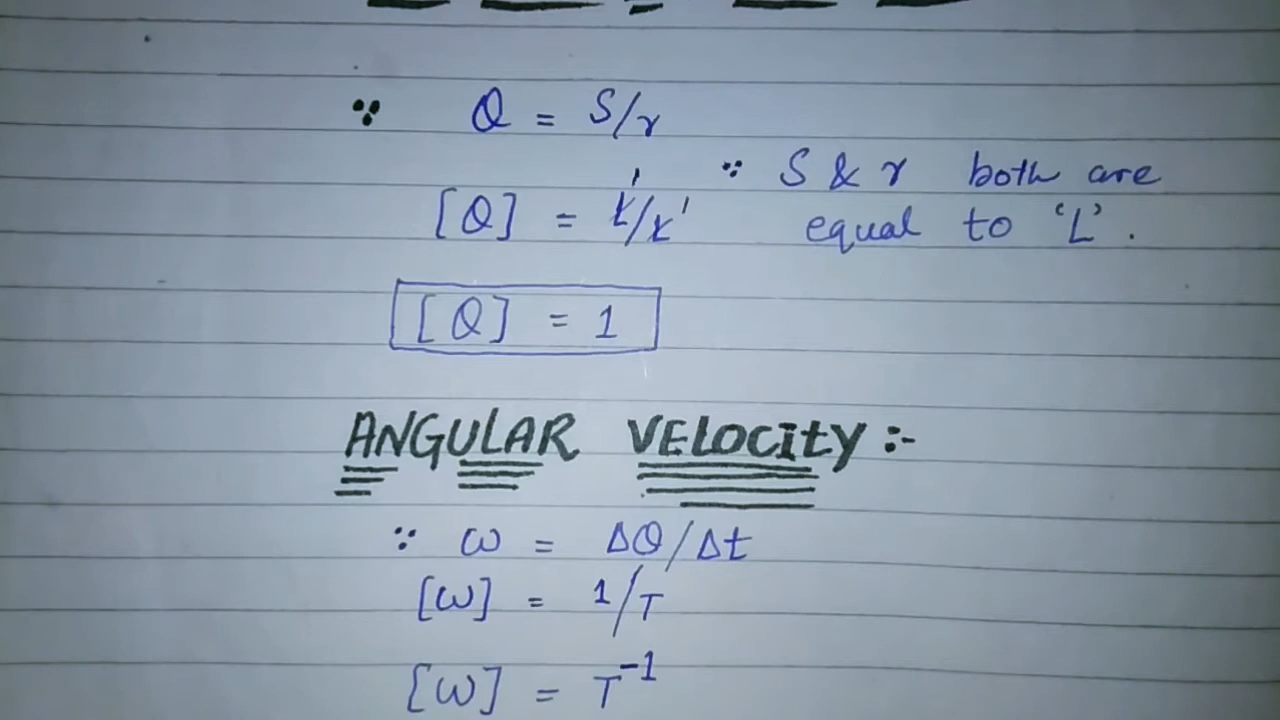 ∵ θ = S/r
[θ] = L/L ∵ S & r both are
equal to 'L'.
[θ] = 1
ANGULAR VELOCITY :-
∵ ω = Δθ/Δt
[ω] = 1/T
[ω] = T⁻¹